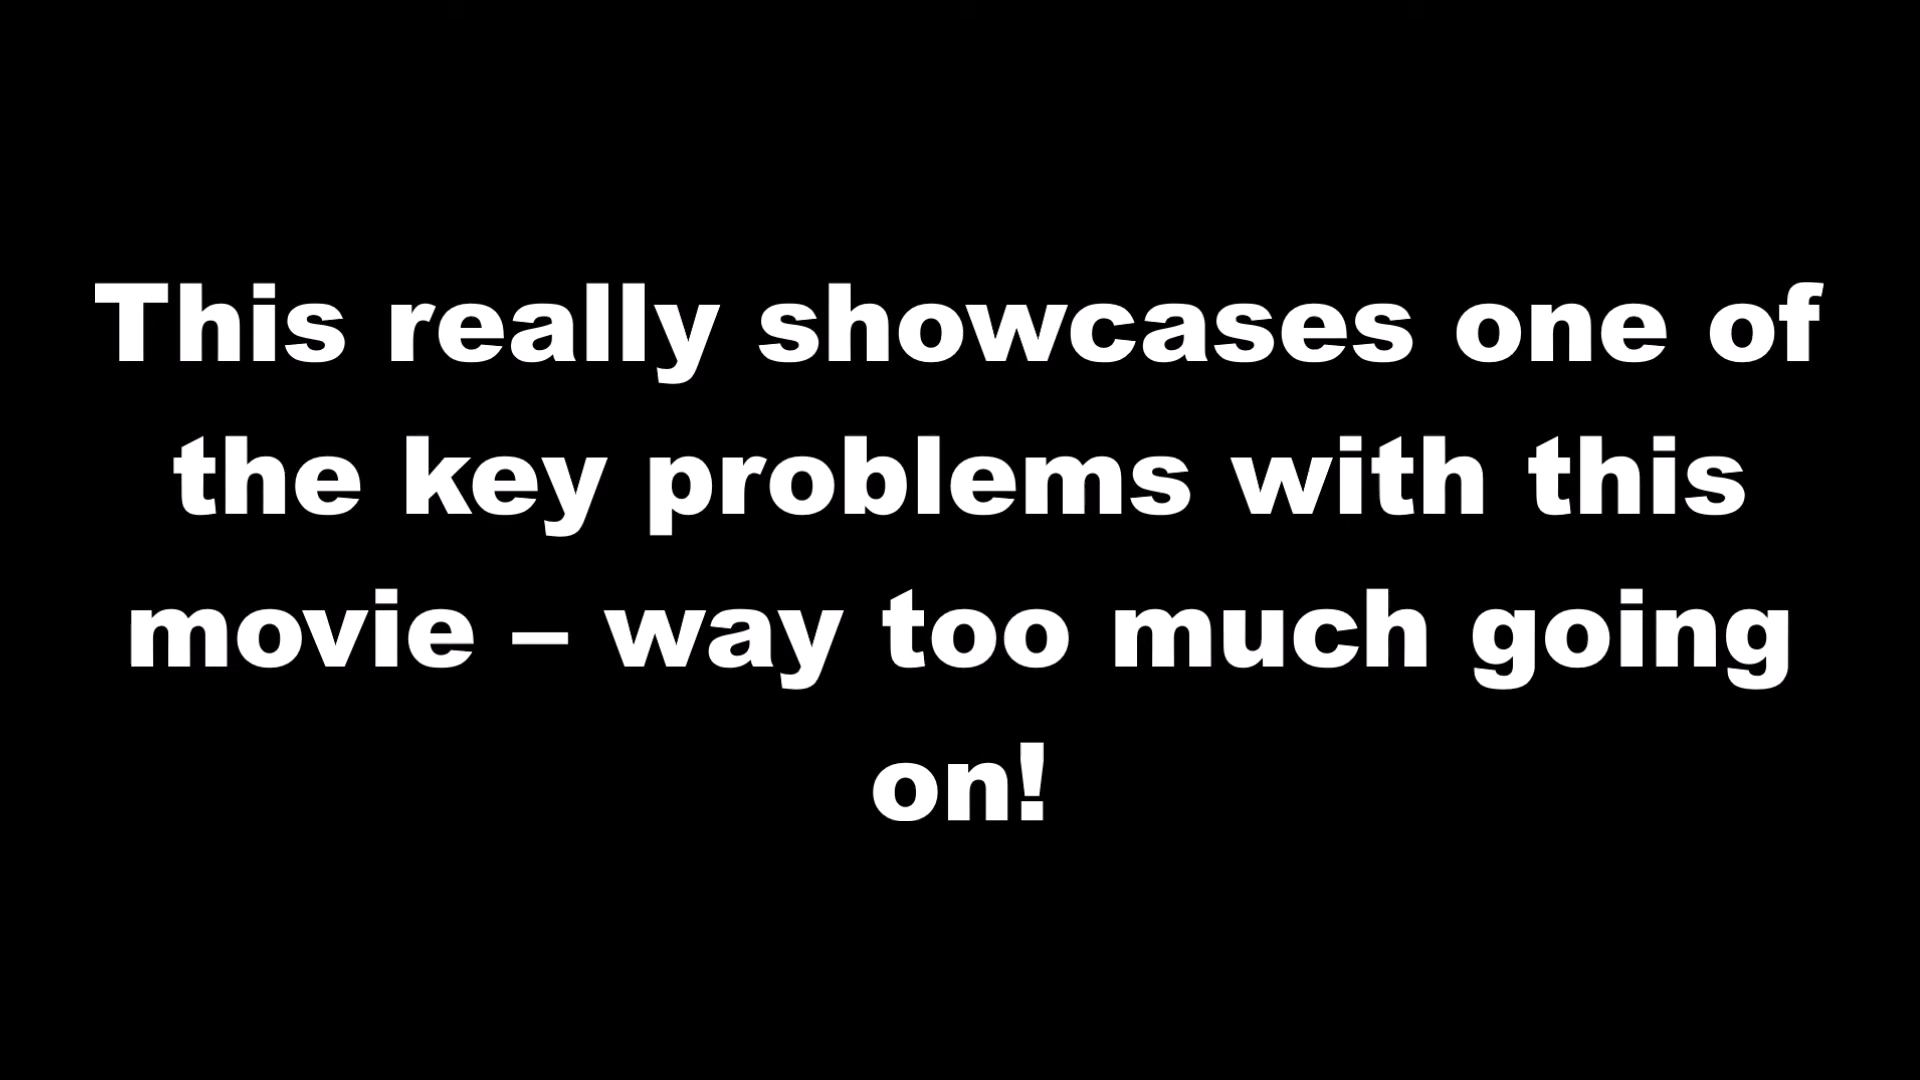 This really showcases one of
the key problems with this
movie – way too much going
on!